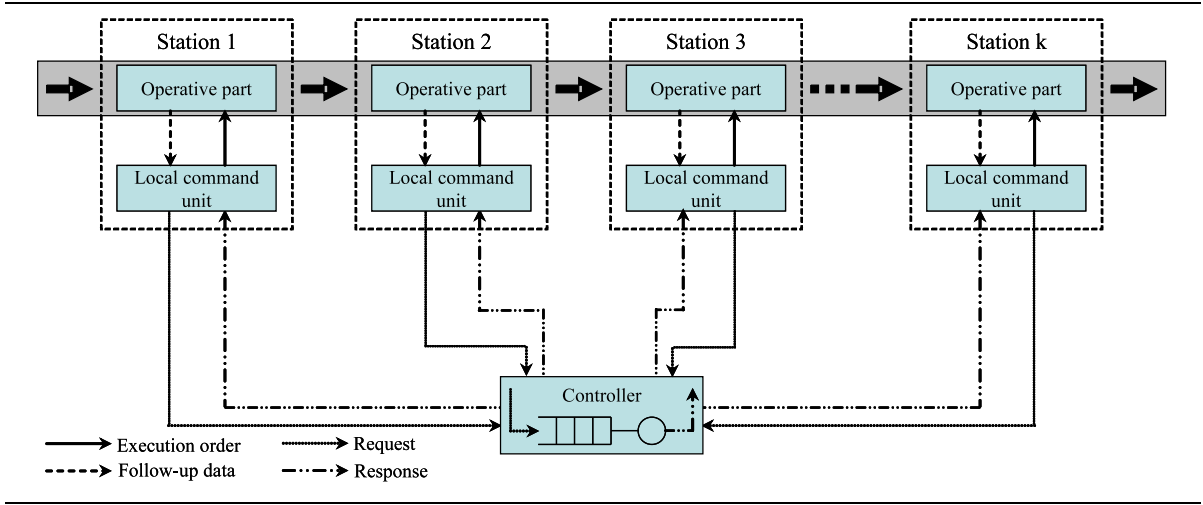 Station 1
Station 2
Station 3
Station k
Operative part
Operative part
Operative part
Operative part
Local command
unit
Local command
unit
Local command
unit
Local command
unit
Controller
Execution order
Request
Follow-up data
Response